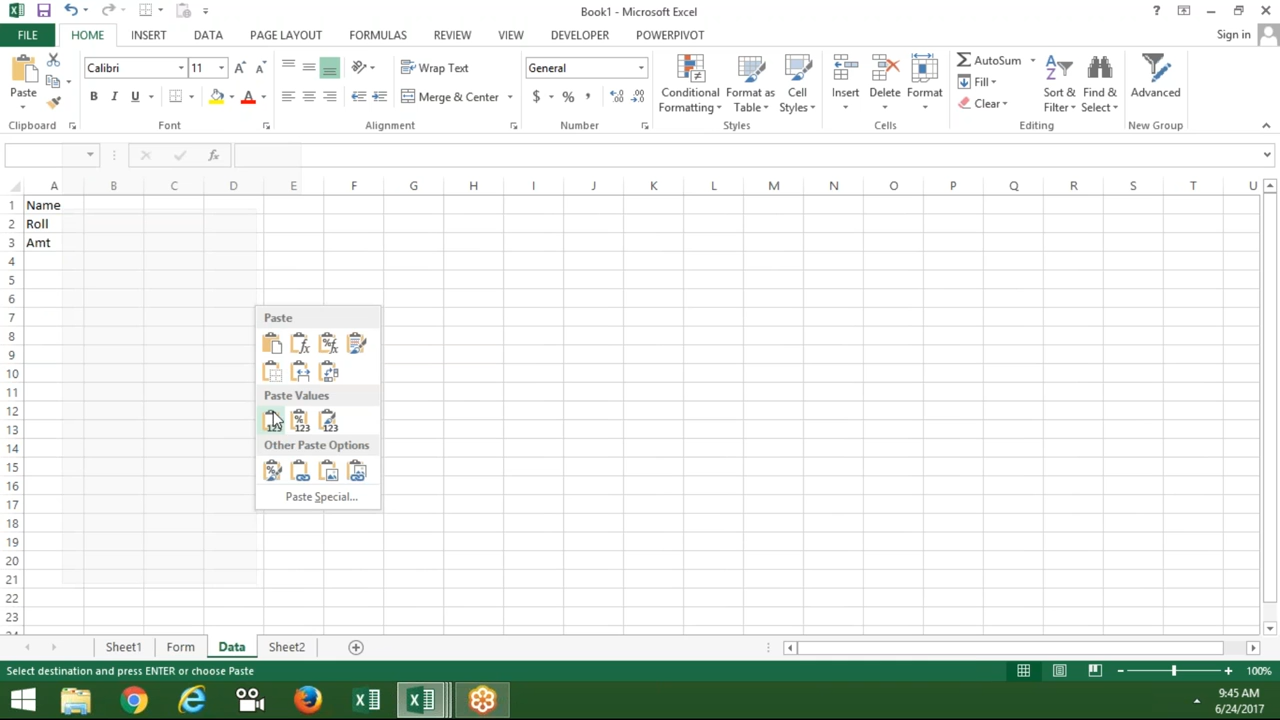 Book1 - Microsoft Excel
?
FILE
HOME
INSERT
DATA
PAGE LAYOUT
FORMULAS
REVIEW
VIEW
DEVELOPER
POWERPIVOT
Sign in
Paste
Calibri
11
B I U
Wrap Text
Merge & Center
General
$ % ,
Conditional
Formatting
Format as
Table
Cell
Styles
Insert
Delete
Format
AutoSum
Fill
Clear
Sort &
Filter
Find &
Select
Advanced
Clipboard
Font
Alignment
Number
Styles
Cells
Editing
New Group
fx
A B C D E F G H I J K L M N O P Q R S T U
1 Name
2 Roll
3 Amt
4
5
6
7
8
9
10
11
12
13
14
15
16
17
18
19
20
21
22
23
24
Paste
Paste Values
Other Paste Options
Paste Special...
Sheet1
Form
Data
Sheet2
Select destination and press ENTER or choose Paste
100%
9:45 AM
6/24/2017